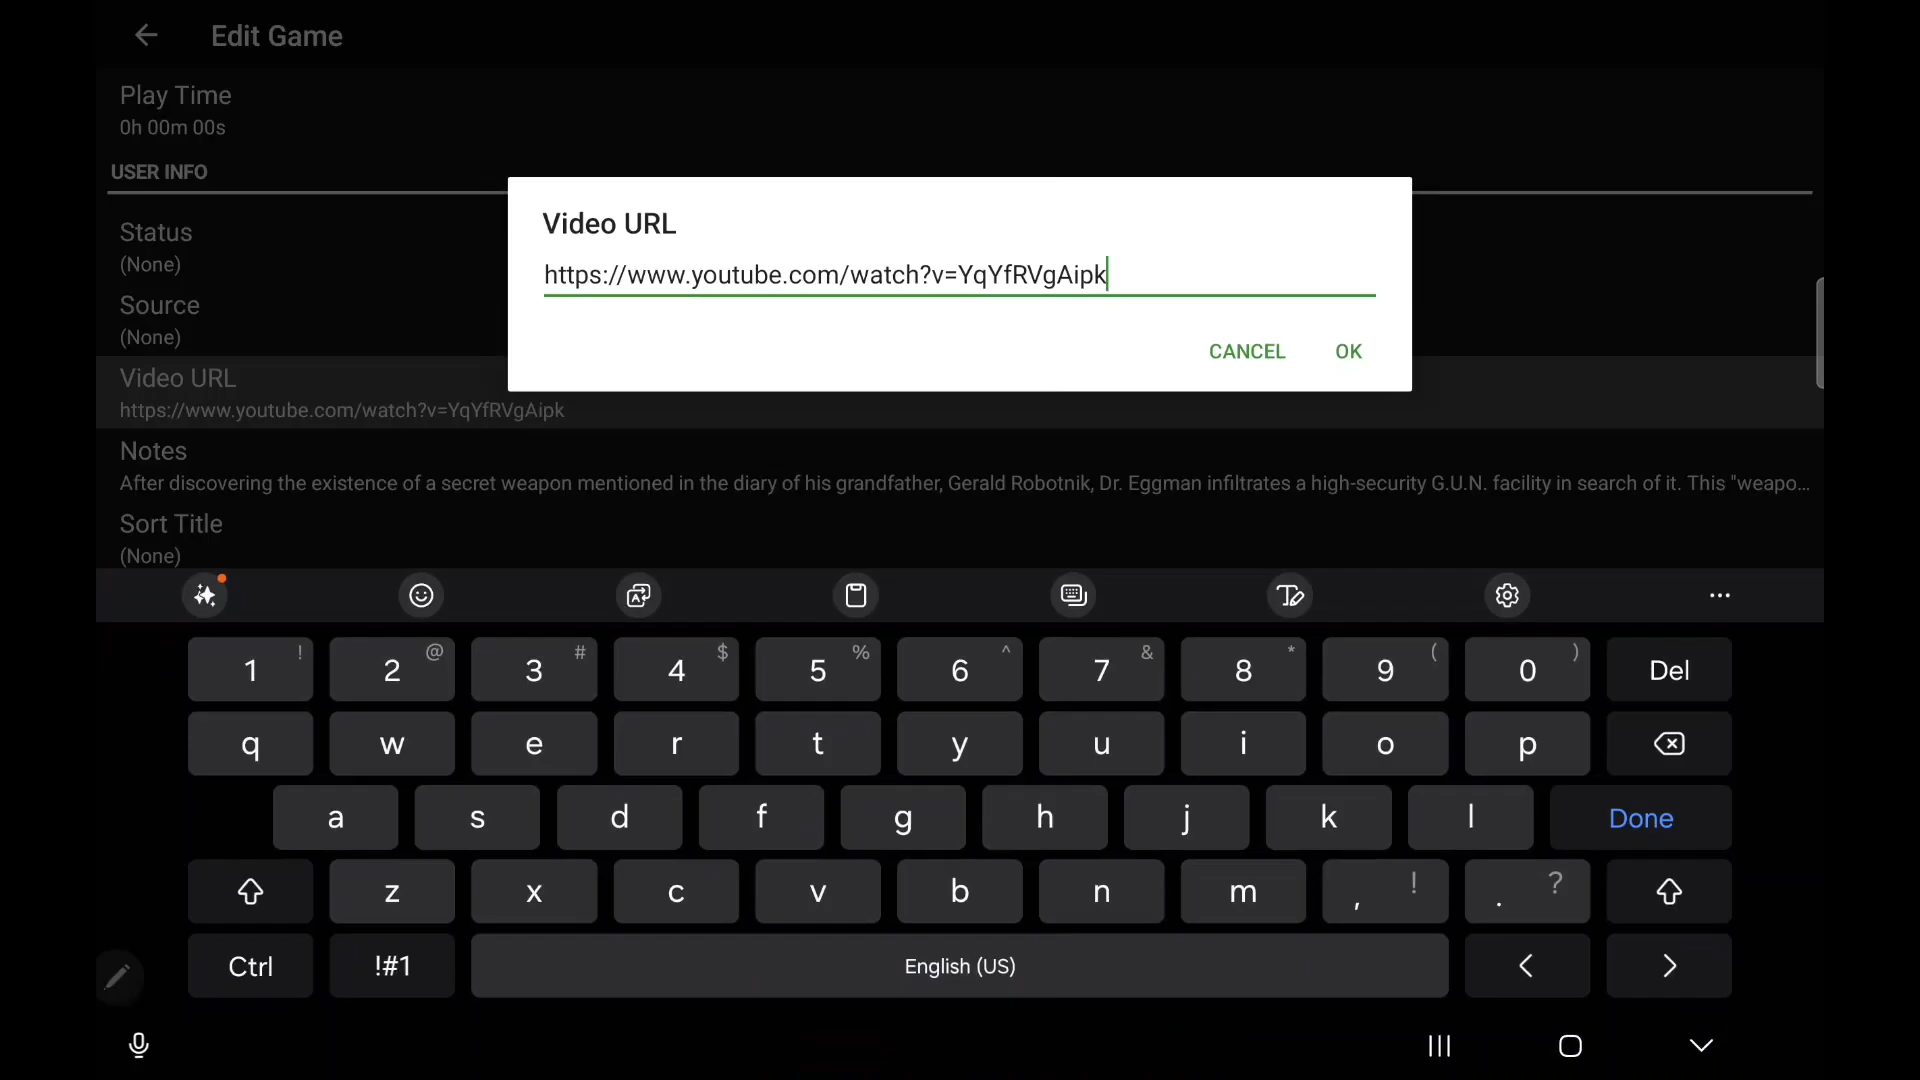 Edit Game
Play Time
0h 00m 00s
USER INFO
Status
(None)
Source
(None)
Video URL
https://www.youtube.com/watch?v=YqYfRVgAipk
Notes
After discovering the existence of a secret weapon mentioned in the diary of his grandfather, Gerald Robotnik, Dr. Eggman infiltrates a high-security G.U.N. facility in search of it. This "weapo...
Sort Title
(None)
Video URL
https://www.youtube.com/watch?v=YqYfRVgAipk
CANCEL OK
1 ! 2 @ 3 # 4 $ 5 % 6 ^ 7 & 8 * 9 ( 0 ) Del
q w e r t y u i o p
a s d f g h j k l Done
z x c v b n m , ! . ?
Ctrl !#1 English (US) < >